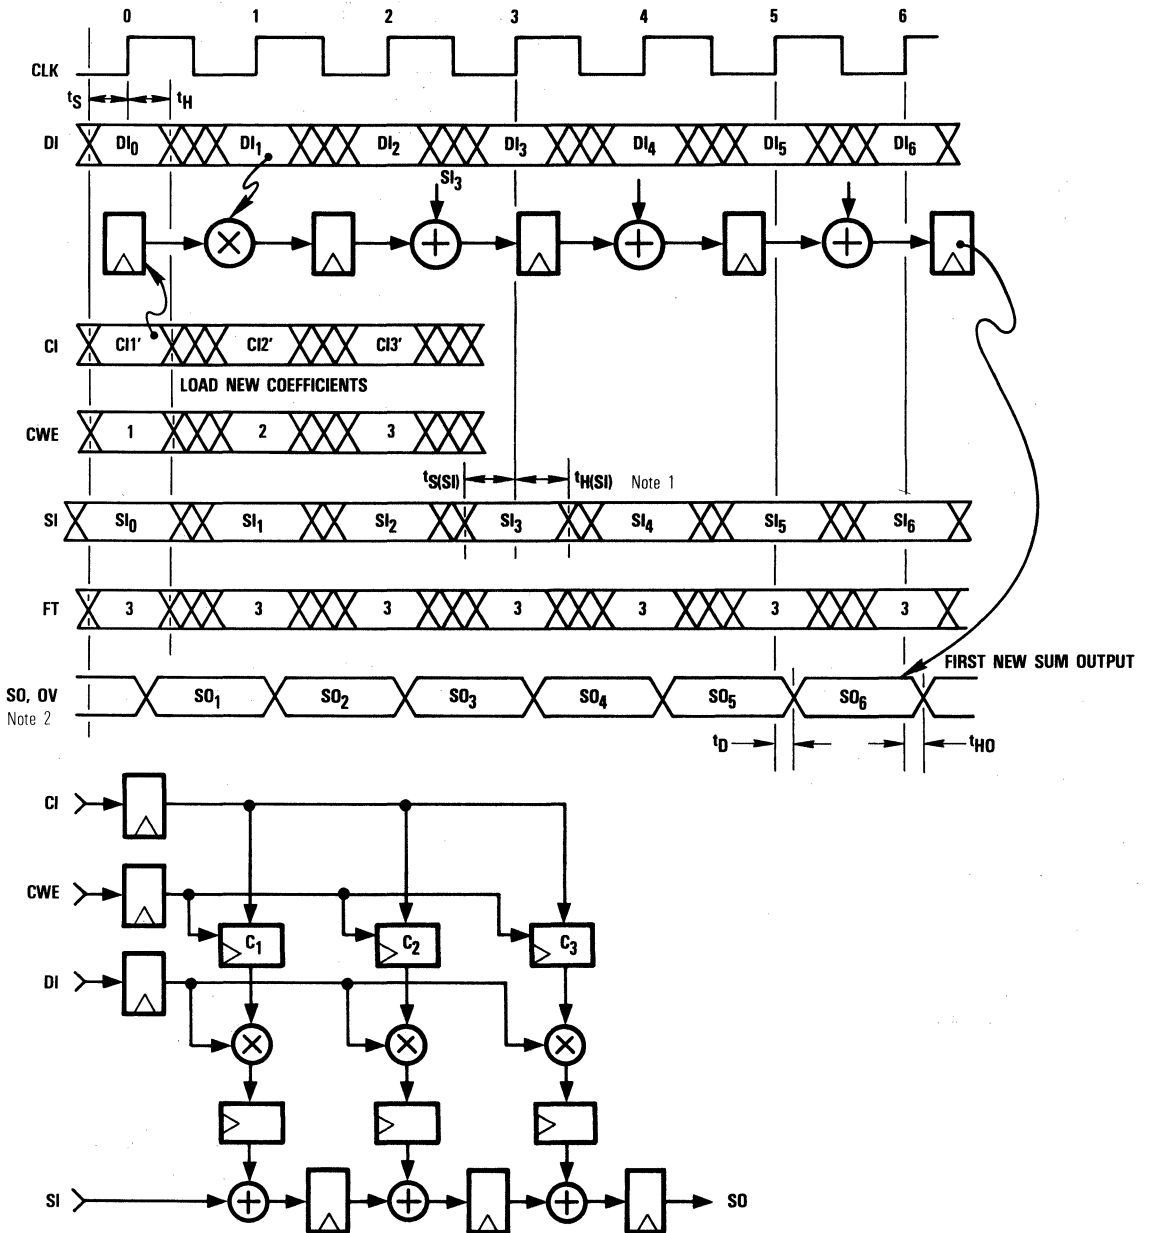 0 1 2 3 4 5 6
CLK
tS tH
DI DI0 DI1 DI2 DI3 DI4 DI5 DI6
SI3
CI CI1' CI2' CI3'
LOAD NEW COEFFICIENTS
CWE 1 2 3
tS(SI) tH(SI) Note 1
SI SI0 SI1 SI2 SI3 SI4 SI5 SI6
FT 3 3 3 3 3 3 3
FIRST NEW SUM OUTPUT
SO, OV SO1 SO2 SO3 SO4 SO5 SO6
Note 2
tD tHO
CI
CWE
C1 C2 C3
DI
SI SO